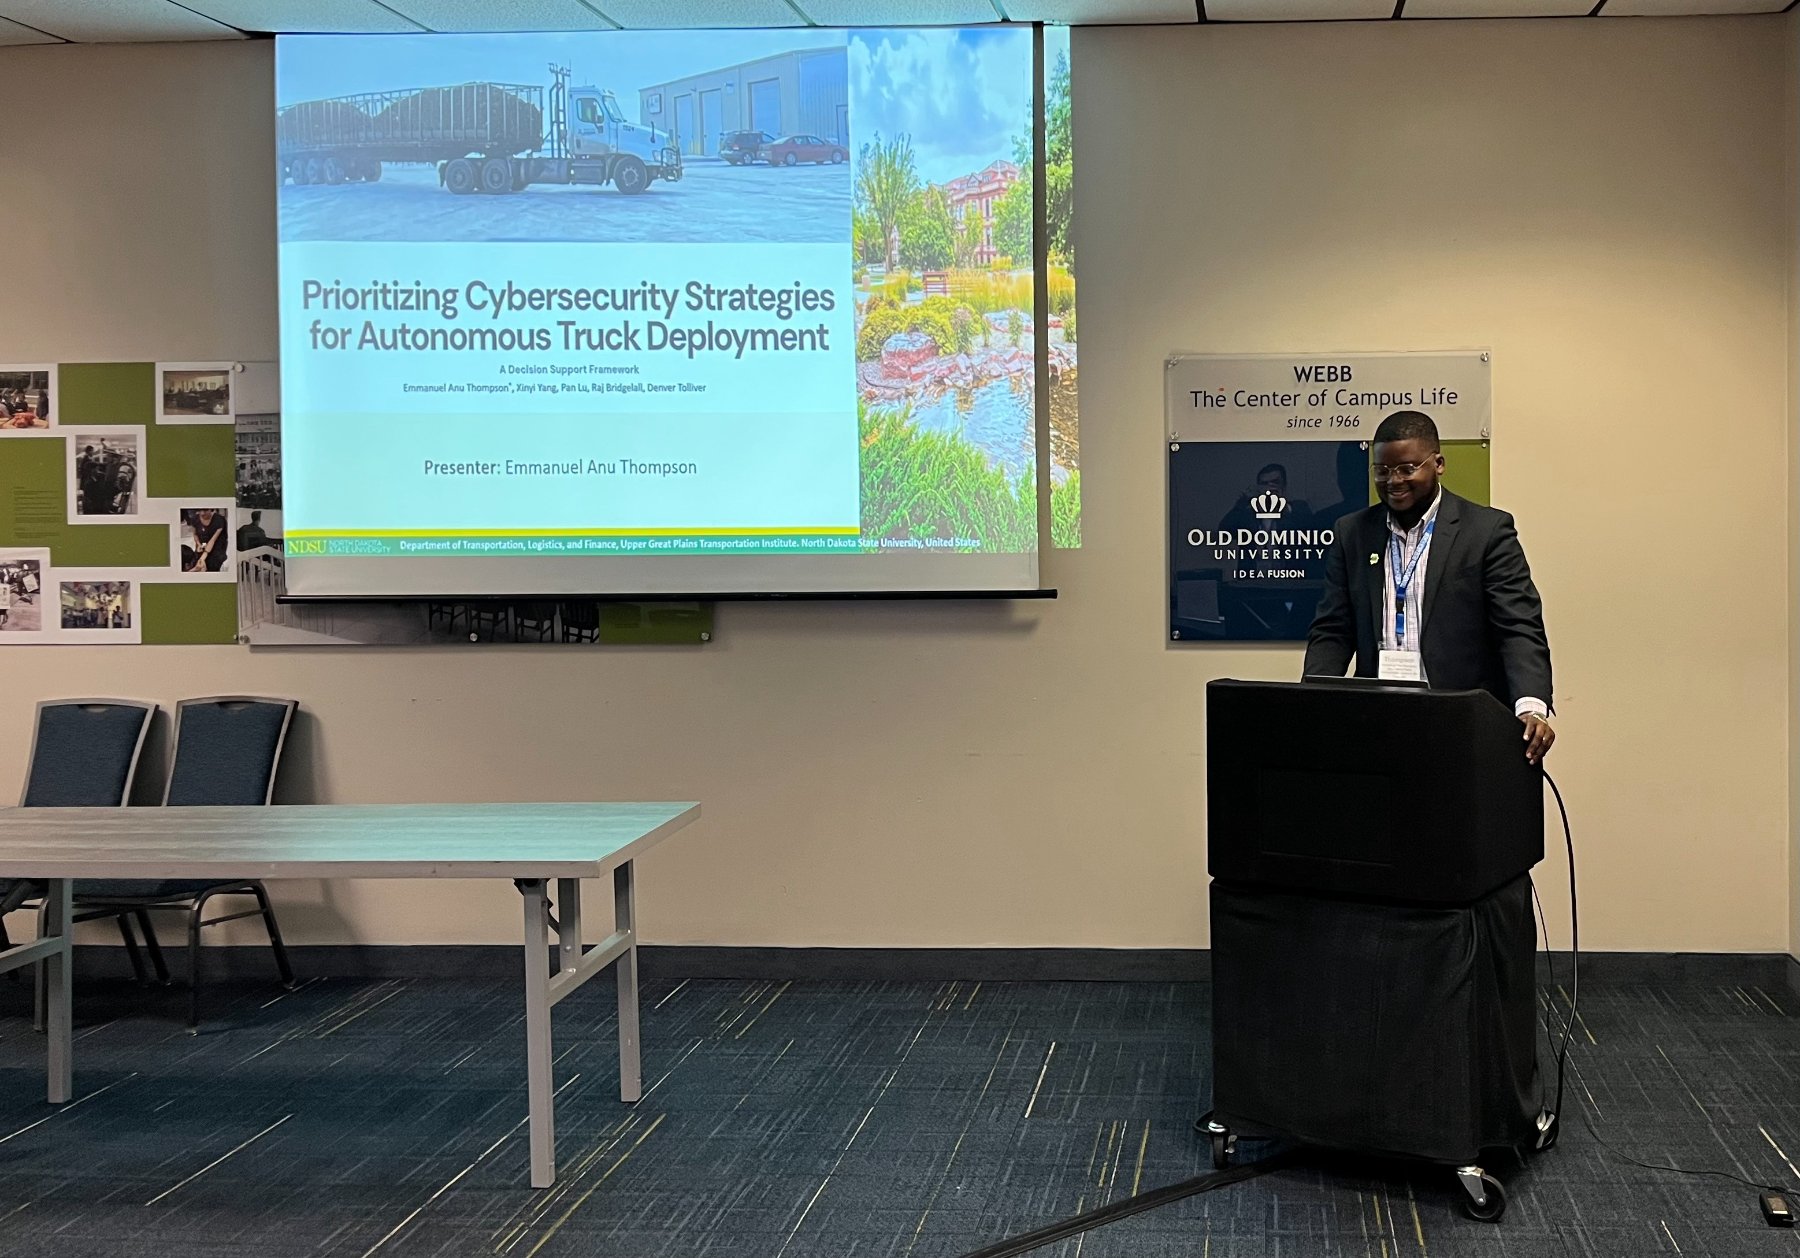 Prioritizing Cybersecurity Strategies
for Autonomous Truck Deployment
A Decision Support Framework
Emmanuel Anu Thompson*, Xinyi Yang, Pan Lu, Raj Bridgelall, Denver Tolliver
Presenter: Emmanuel Anu Thompson
NDSU NORTH DAKOTA
STATE UNIVERSITY
Department of Transportation, Logistics, and Finance, Upper Great Plains Transportation Institute. North Dakota State University, United States
WEBB
The Center of Campus Life
since 1966
OLD DOMINIO
UNIVERSITY
IDEA FUSION
Thompson